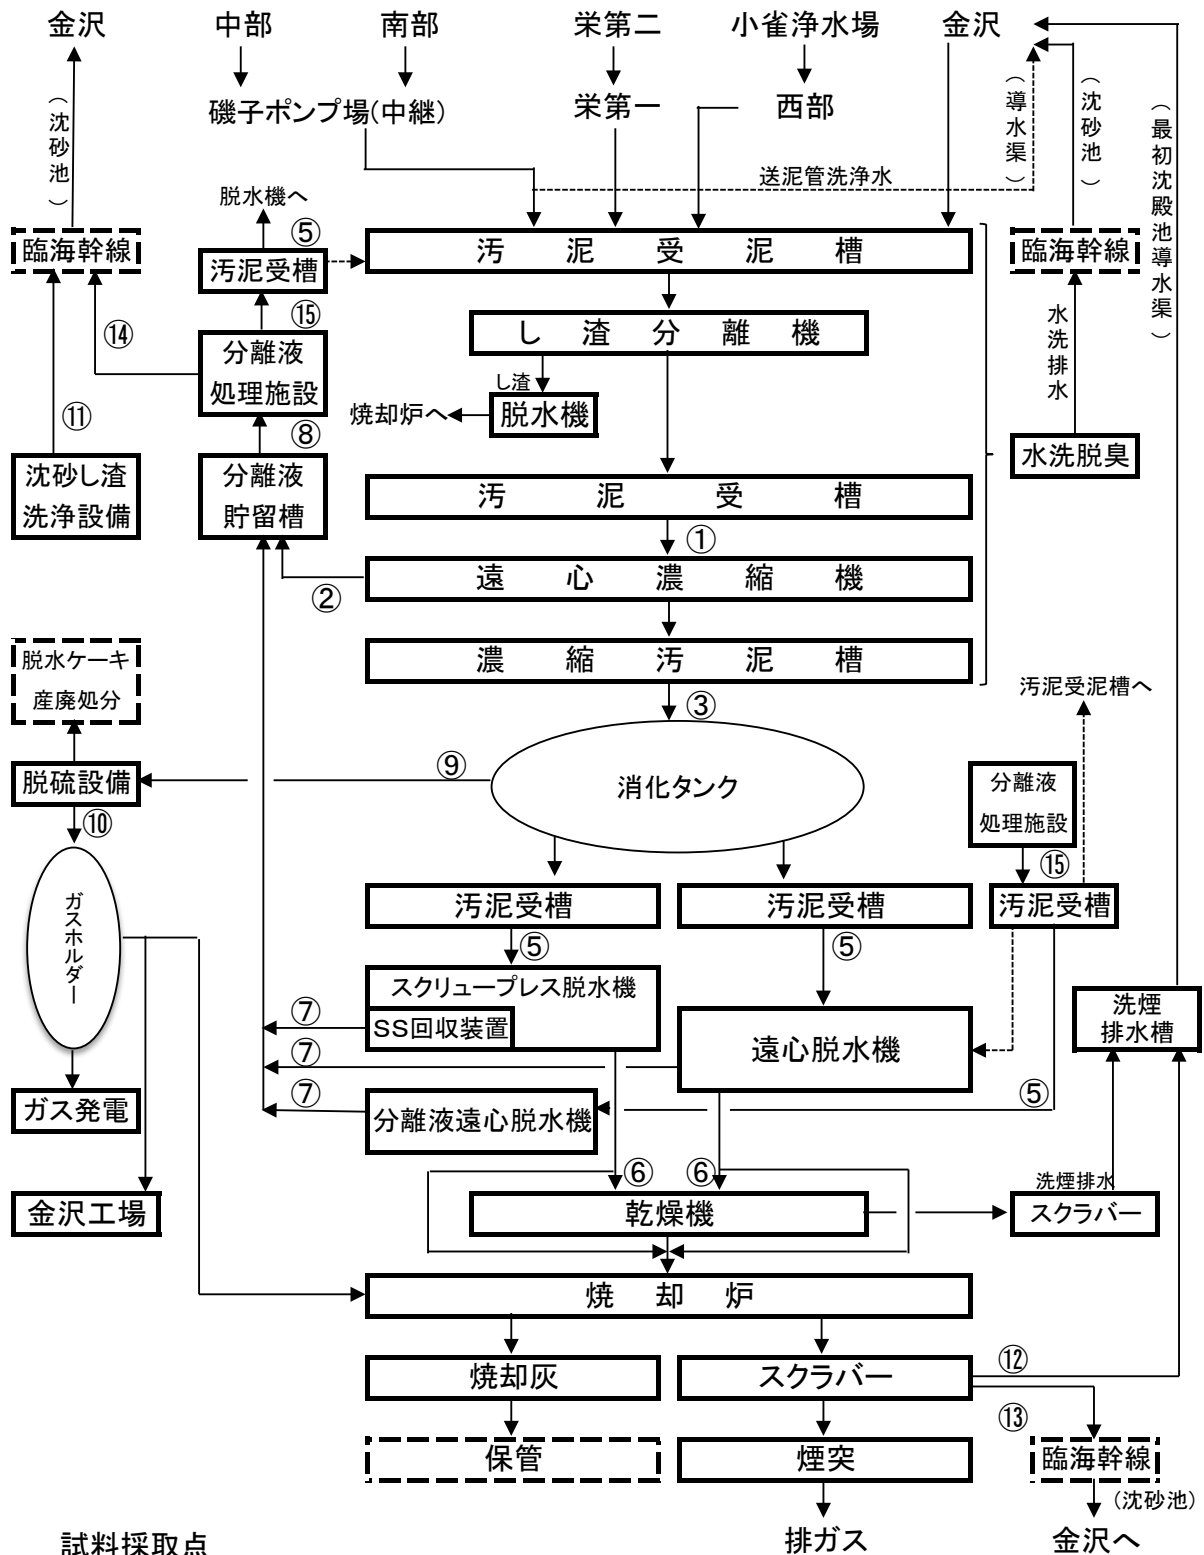 金沢
中部
南部
栄第二
小雀浄水場
金沢
磯子ポンプ場(中継)
栄第一
西部
（沈砂池）
（導水渠）
（沈砂池）
（最初沈殿池導水渠）
送泥管洗浄水
脱水機へ
臨海幹線
⑤
汚泥受槽
汚泥受泥槽
臨海幹線
⑭
⑮
分離液
処理施設
し渣分離機
水洗排水
し渣
脱水機
焼却炉へ
⑪
⑧
沈砂し渣
洗浄設備
分離液
貯留槽
汚泥受槽
水洗脱臭
①
②
遠心濃縮機
脱水ケーキ
産廃処分
濃縮汚泥槽
③
汚泥受泥槽へ
脱硫設備
⑨
消化タンク
分離液
処理施設
⑩
⑮
ガスホルダー
汚泥受槽
汚泥受槽
汚泥受槽
⑤
⑤
スクリュープレス脱水機
SS回収装置
⑦
遠心脱水機
洗煙
排水槽
⑦
⑦
分離液遠心脱水機
⑤
ガス発電
⑥
⑥
洗煙排水
金沢工場
乾燥機
スクラバー
焼却炉
焼却灰
スクラバー
⑫
⑬
保管
煙突
臨海幹線
(沈砂池)
排ガス
金沢へ
試料採取点